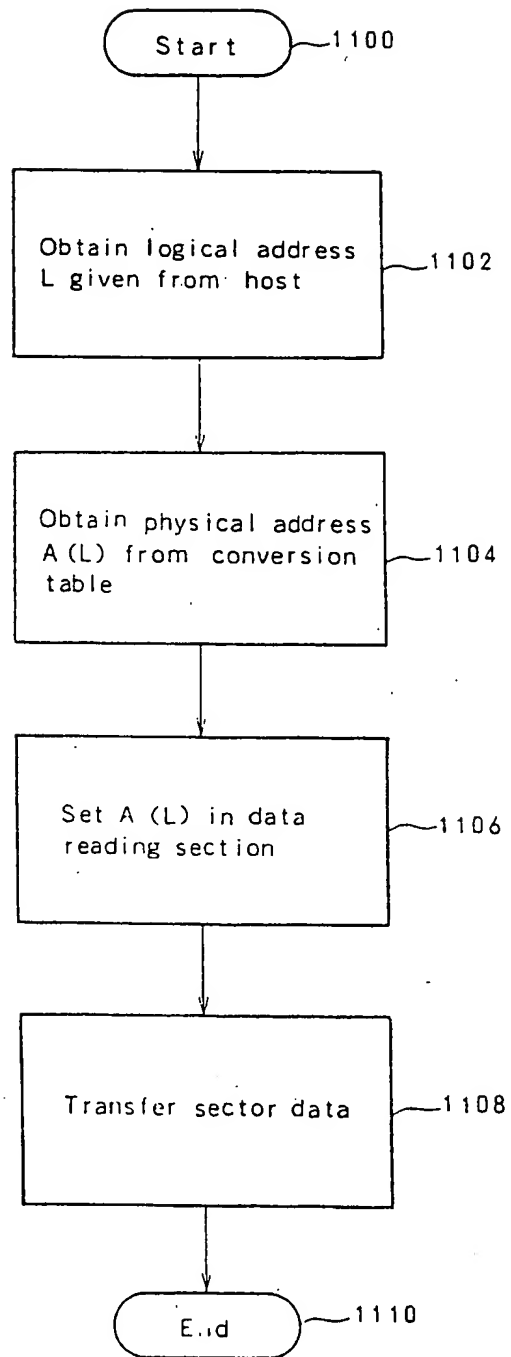 Start
1100
Obtain logical address
L given from host
1102
Obtain physical address
A (L) from conversion
table
1104
Set A (L) in data
reading section
1106
Transfer sector data
1108
End
1110